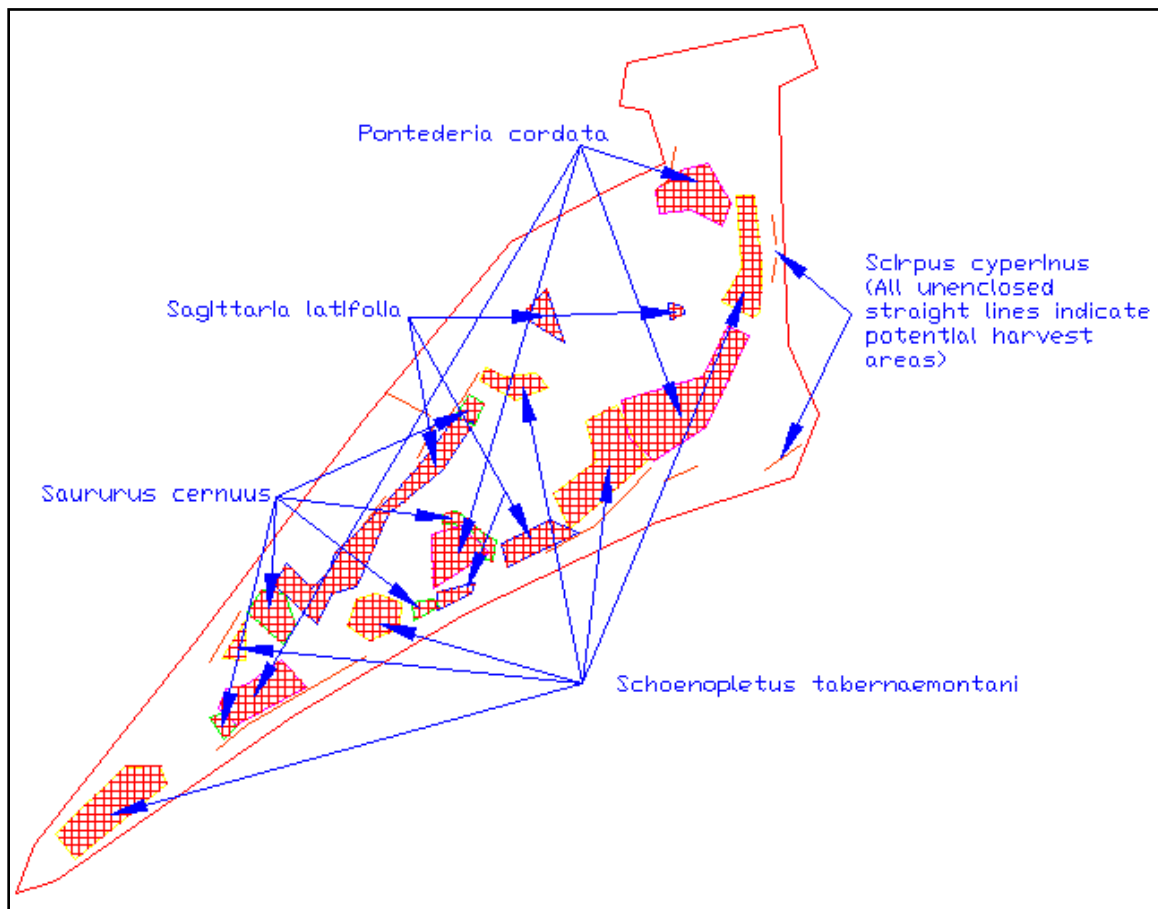 Pontederia cordata
Sagittaria latifolia
Scirpus cyperinus
(All unenclosed
straight lines indicate
potential harvest
areas)
Saururus cernuus
Schoenopletus tabernaemontani